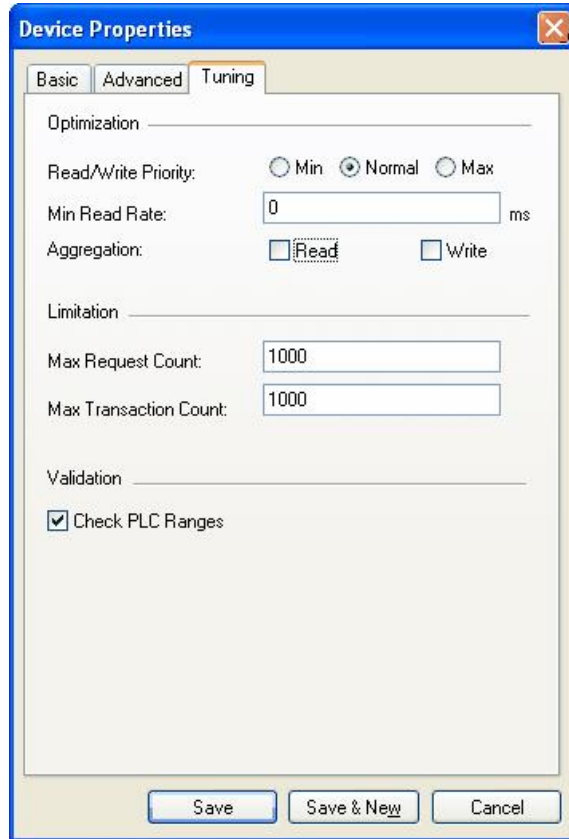 Device Properties
Basic Advanced Tuning
Optimization
Read/Write Priority: Min Normal Max
Min Read Rate: 0 ms
Aggregation: Read Write
Limitation
Max Request Count: 1000
Max Transaction Count: 1000
Validation
Check PLC Ranges
Save Save & New Cancel